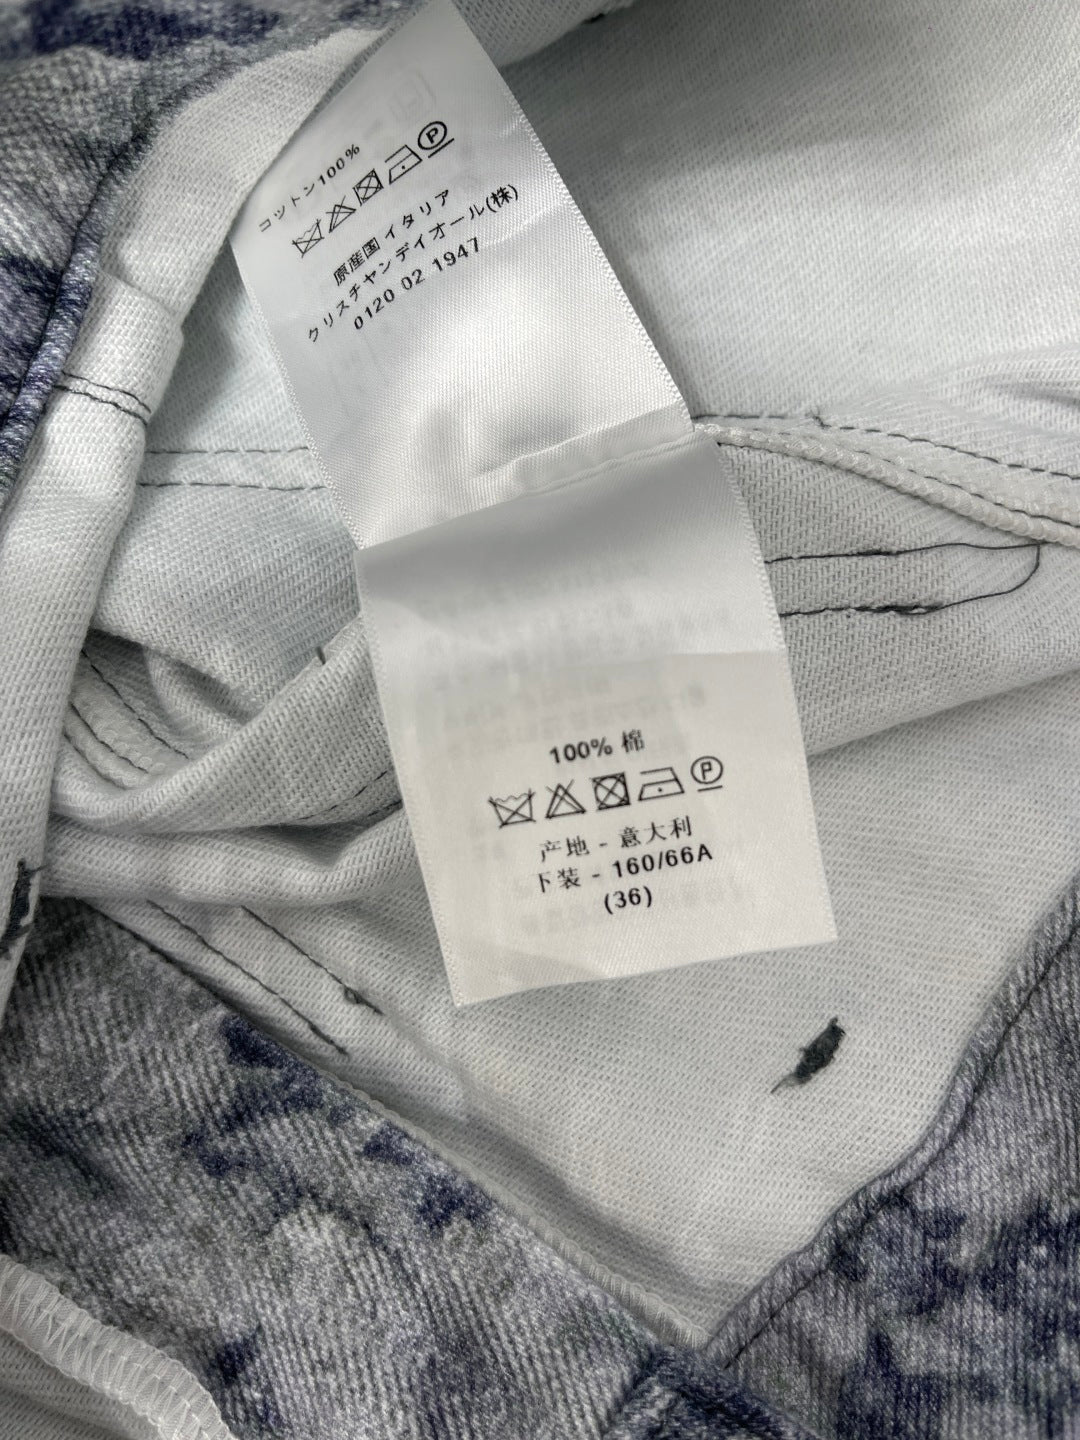 コットン100%
原産国 イタリア
クリスチャンディオール(株)
0120 02 1947
100% 棉
产地 - 意大利
下装 - 160/66A
(36)